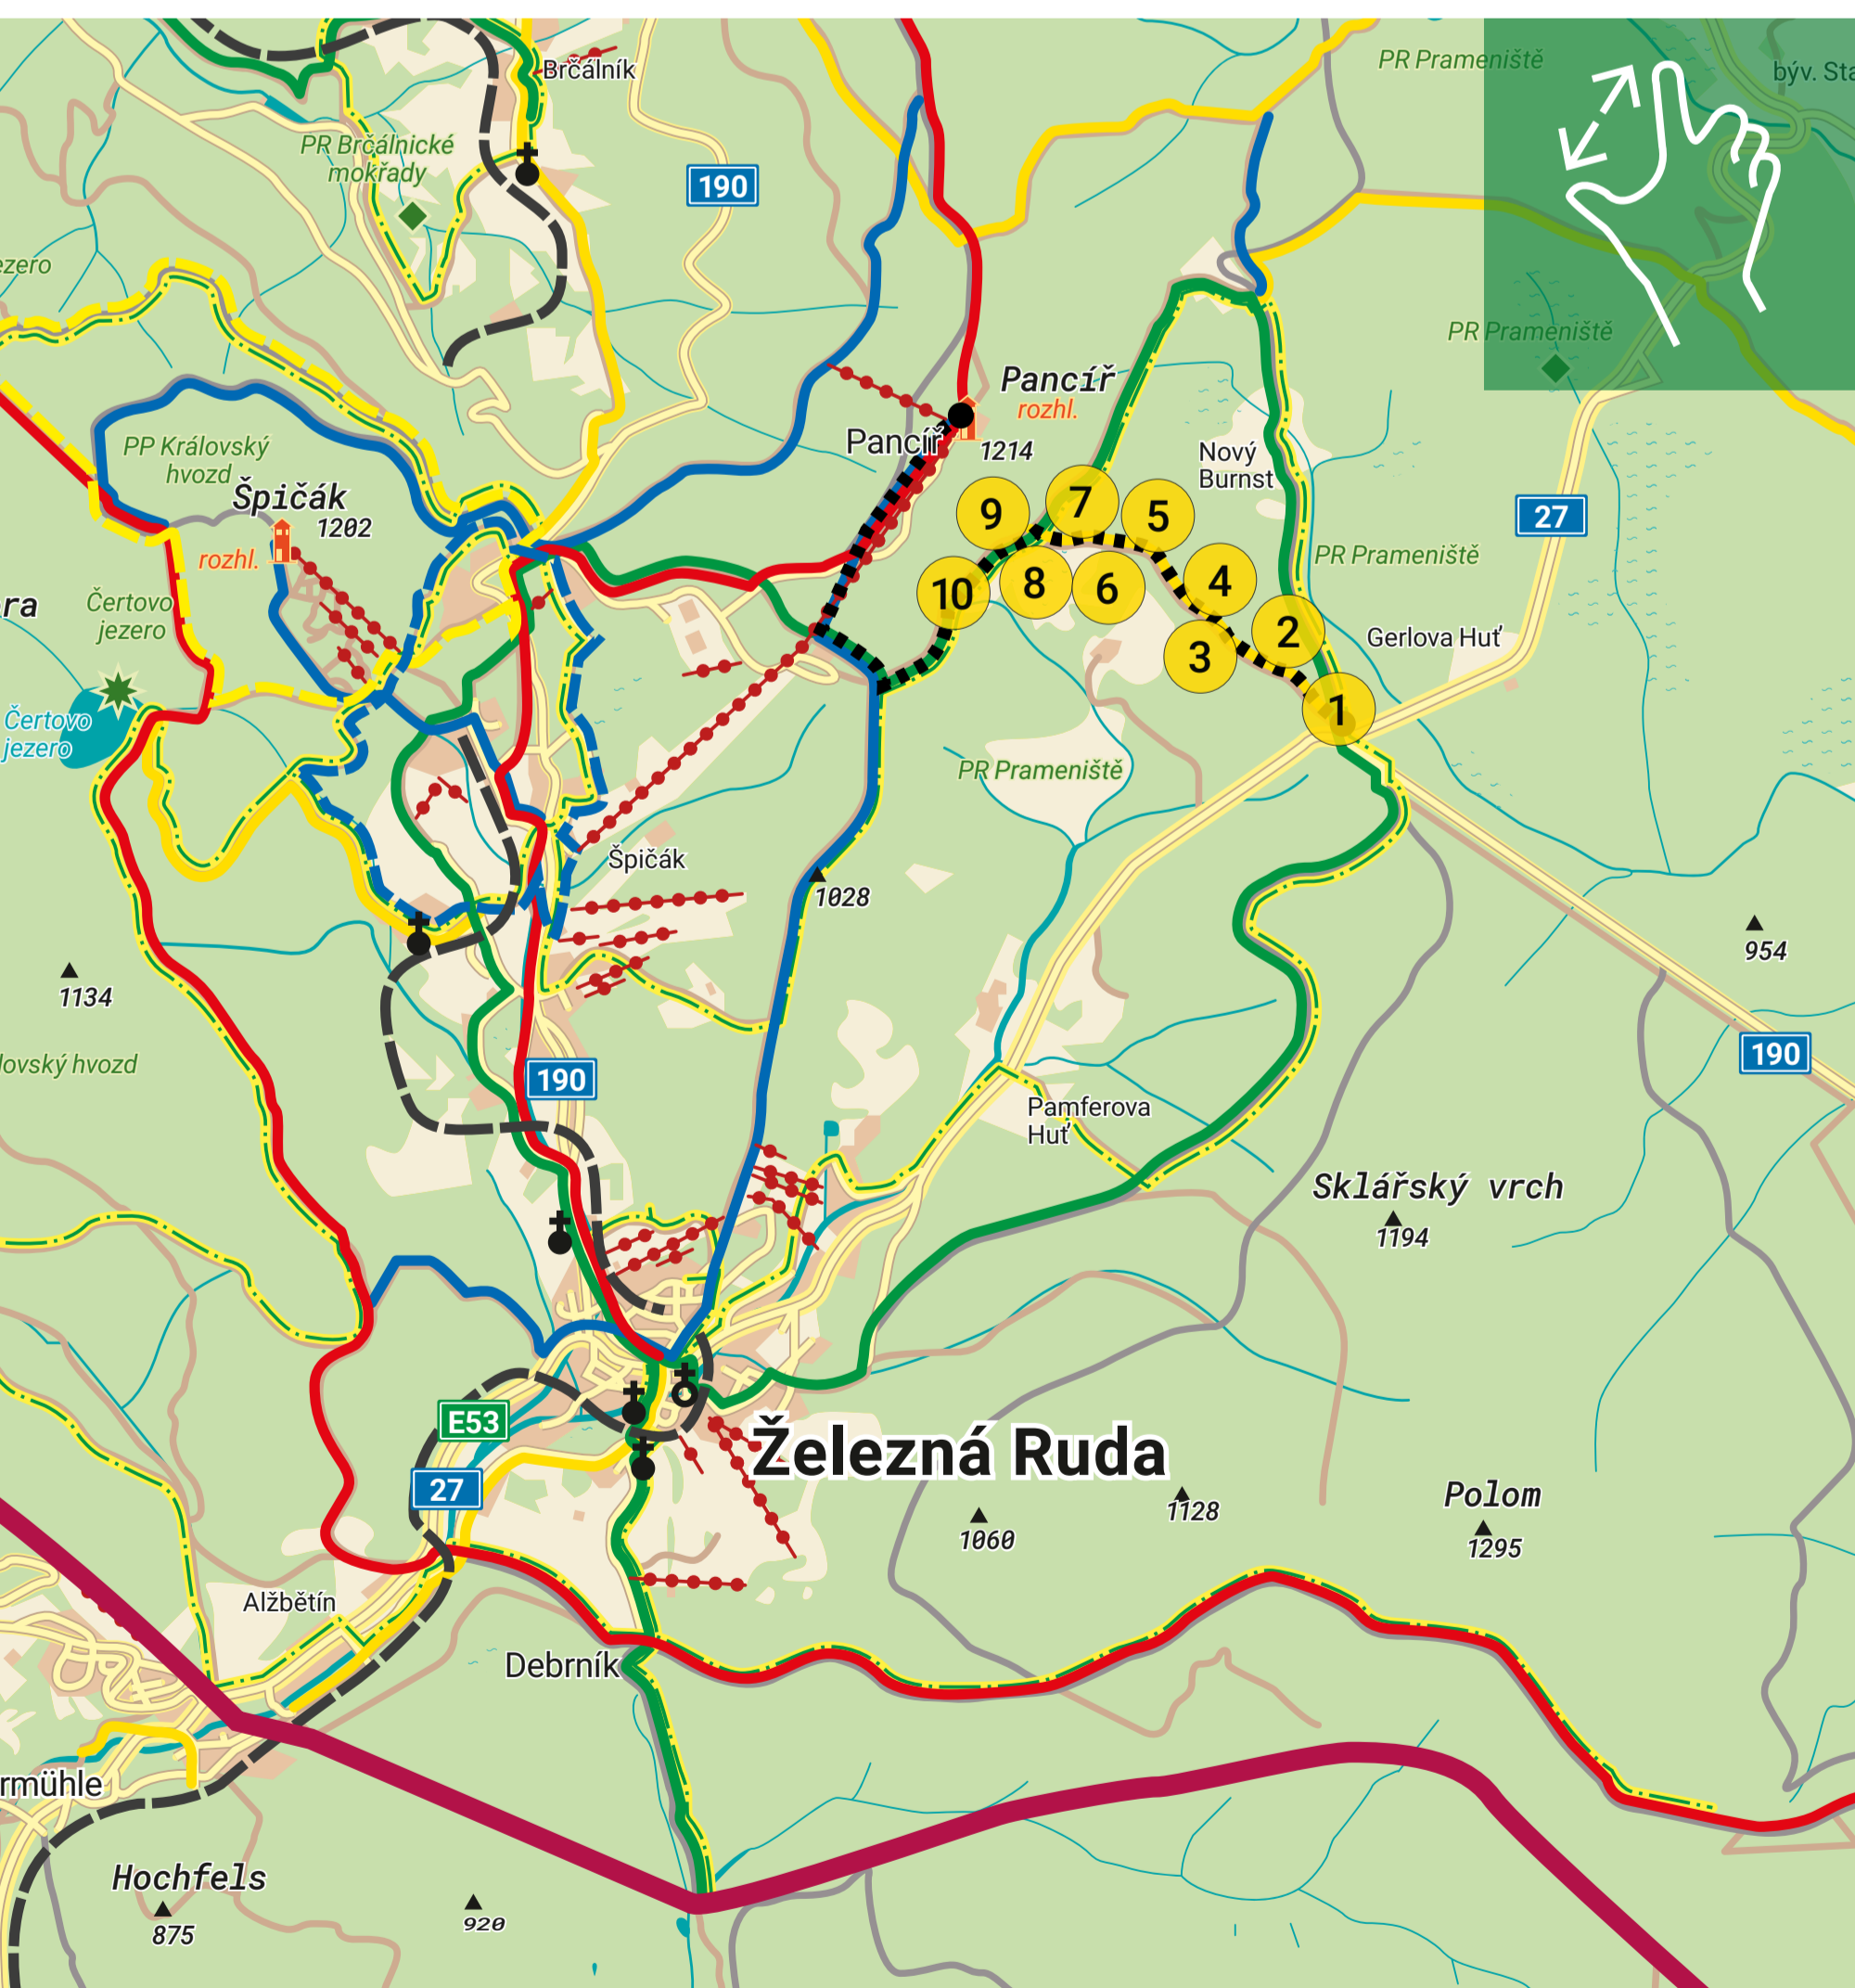 Brčálník
PR Prameniště
býv. Sta
PR Brčálnické
mokřady
190
ezero
PR Prameniště
Pancíř
rozhl.
Pancíř
1214
PP Královský
hvozd
Špičák
1202
rozhl.
Nový
Burnst
27
9
7
5
PR Prameniště
10
8
6
4
ra
Čertovo
jezero
2
Gerlova Huť
3
1
Čertovo
jezero
PR Prameniště
Špičák
1028
954
1134
lovský hvozd
190
190
Pamferova
Huť
Sklářský vrch
1194
E53
Železná Ruda
27
1060
1128
Polom
1295
Alžbětín
Debrník
rmühle
Hochfels
875
920